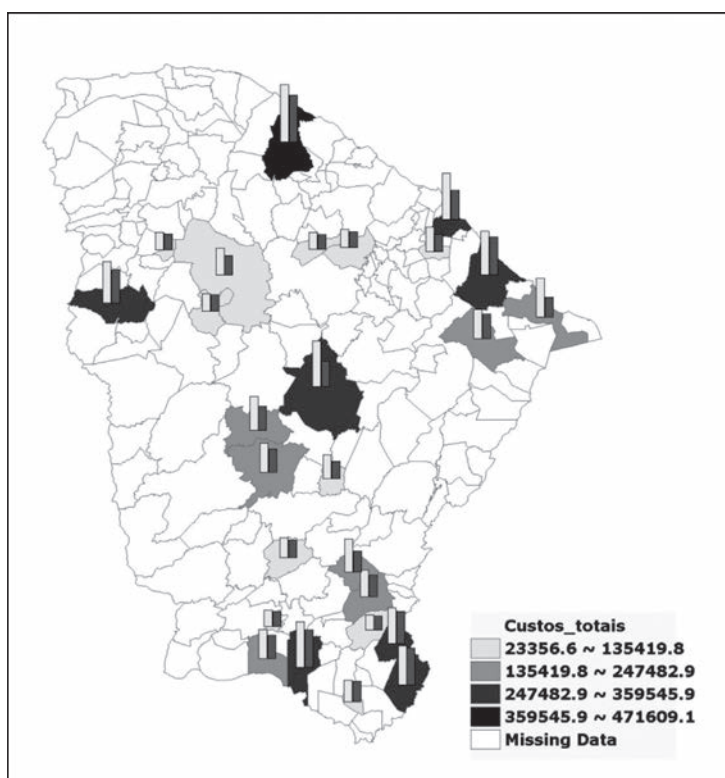 Custos_totais
23356.6 ~ 135419.8
135419.8 ~ 247482.9
247482.9 ~ 359545.9
359545.9 ~ 471609.1
Missing Data